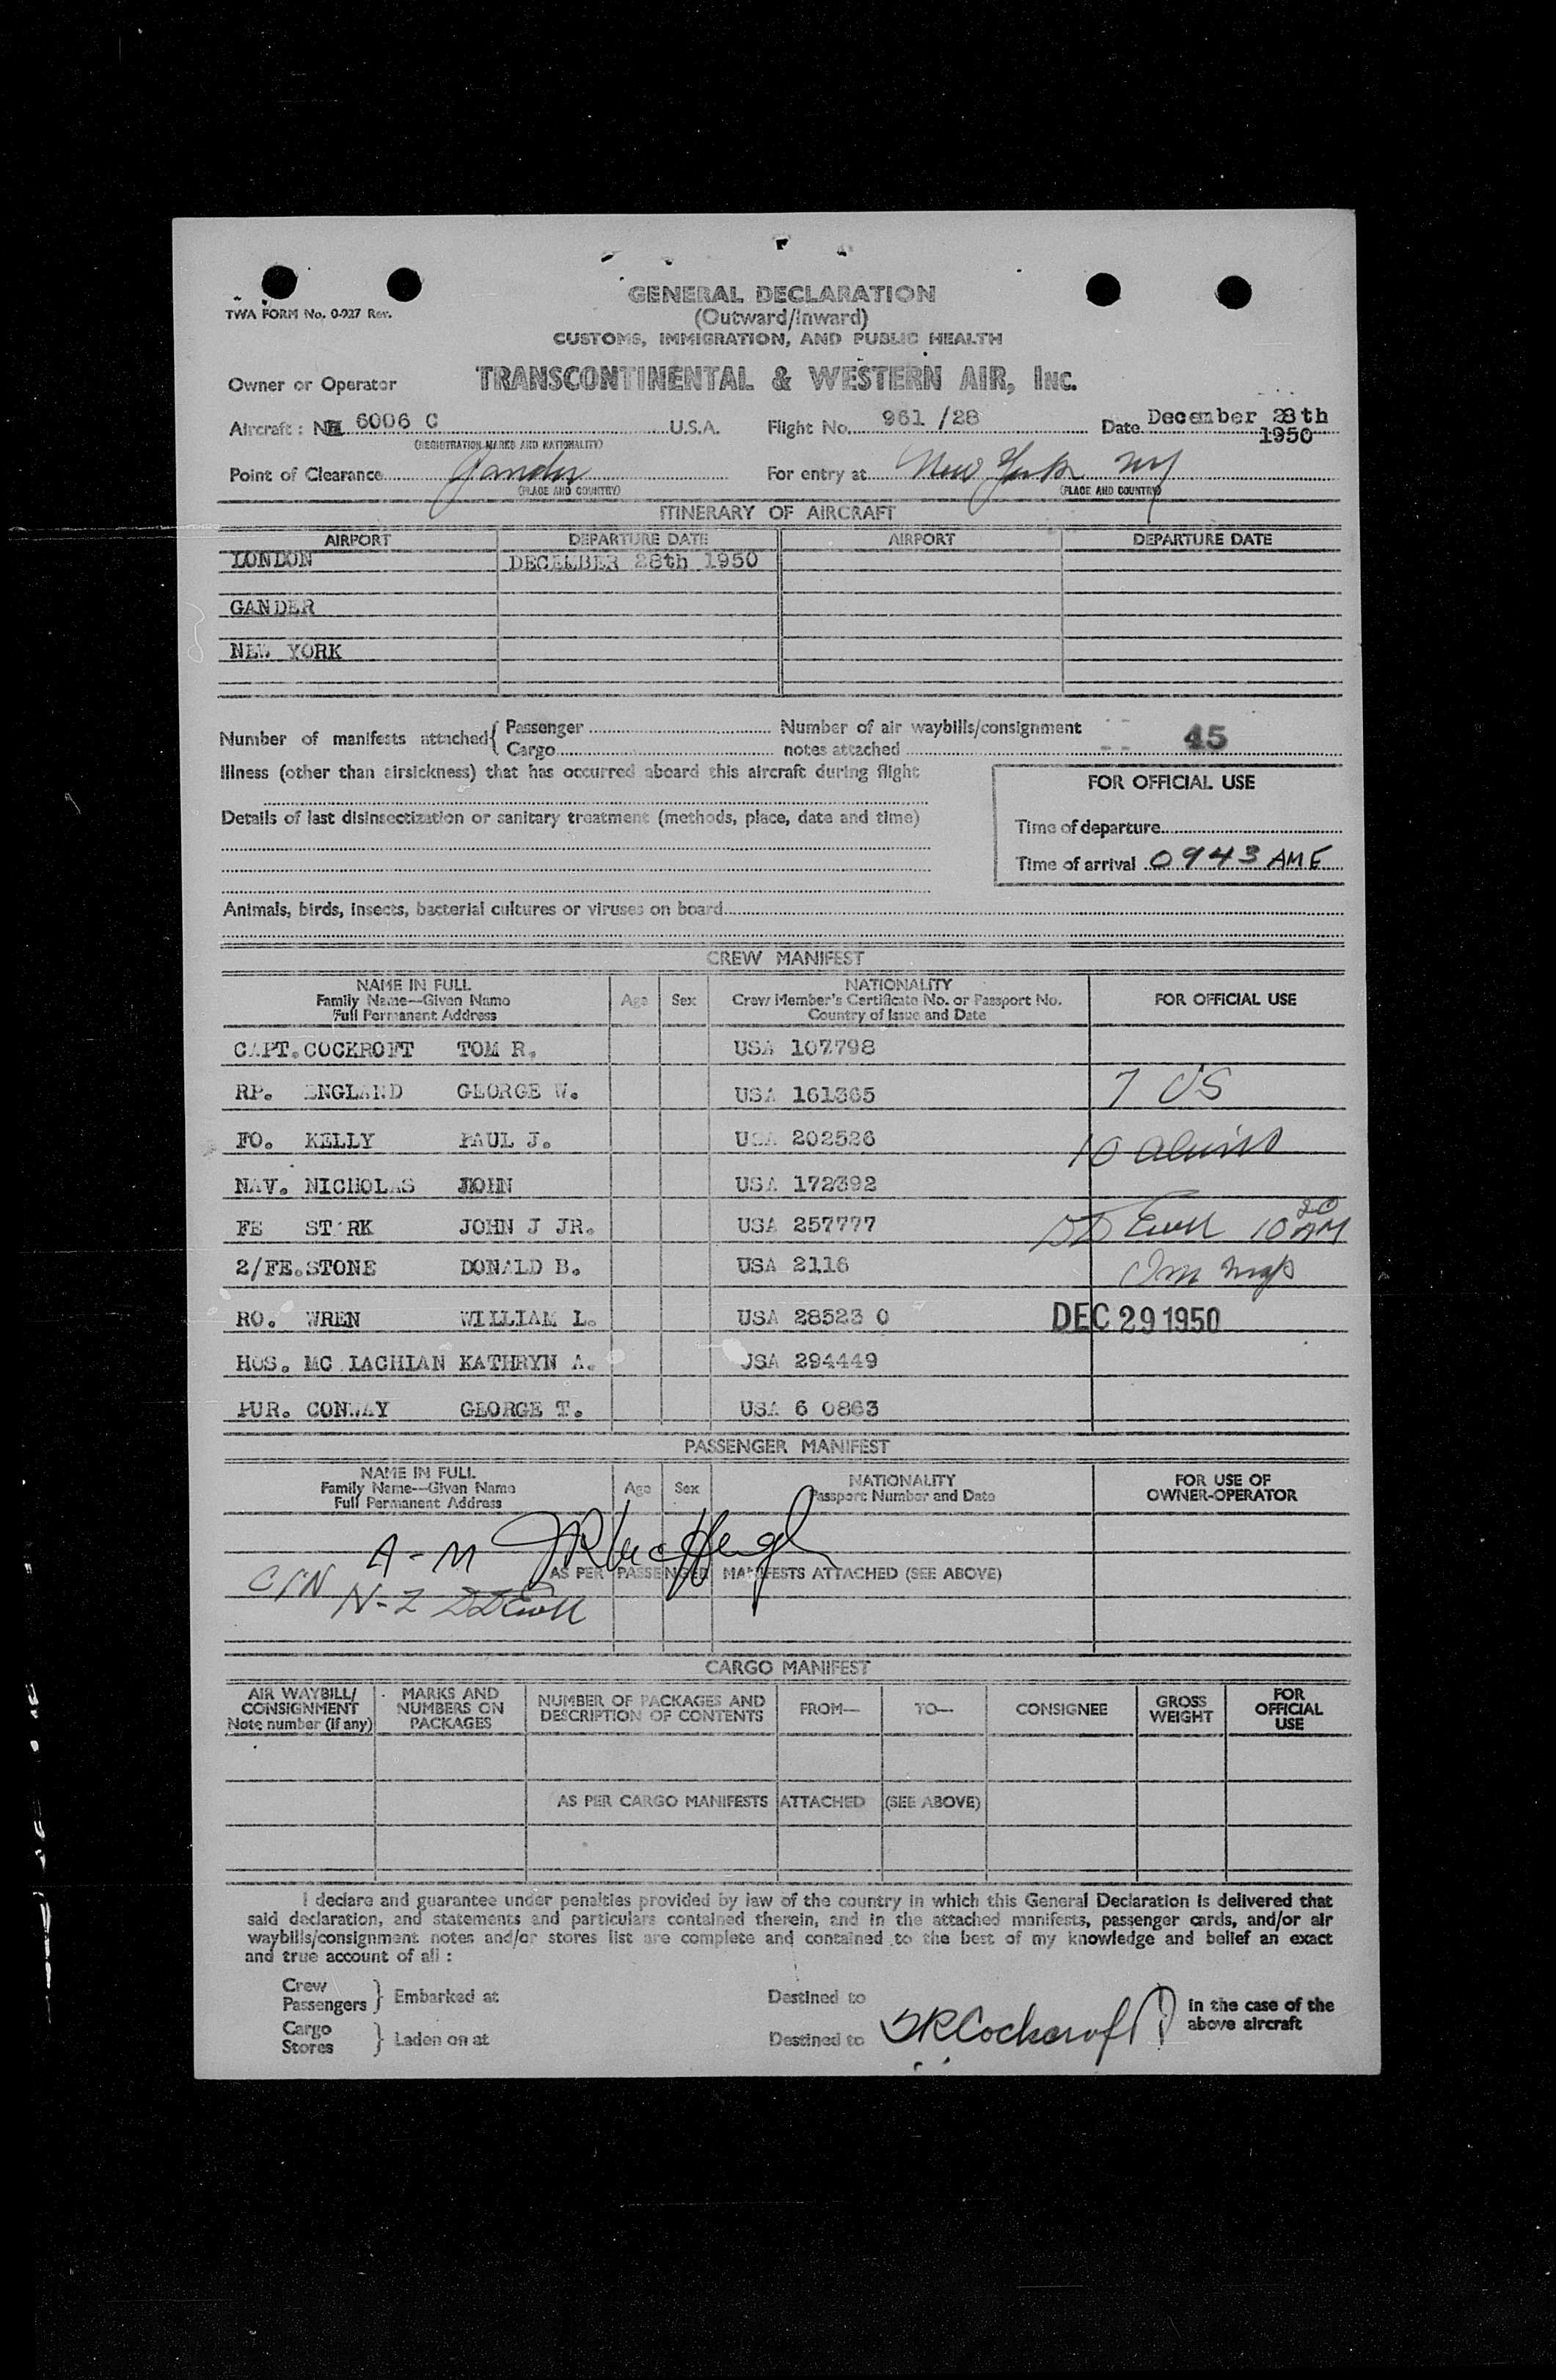 TWA FORM No. 0-927 Rev.
GENERAL DECLARATION
(Outward/Inward)
CUSTOMS, IMMIGRATION, AND PUBLIC HEALTH
Owner or Operator TRANSCONTINENTAL & WESTERN AIR, INC.
Aircraft: N 6006 C U.S.A. Flight No. 961 /28 Date December 28th 1950
(REGISTRATION MARKS AND NATIONALITY)
Point of Clearance Gander For entry at New York NY
(PLACE AND COUNTRY) (PLACE AND COUNTRY)
ITINERARY OF AIRCRAFT
AIRPORT DEPARTURE DATE AIRPORT DEPARTURE DATE
LONDON DECEMBER 28th 1950
GANDER
NEW YORK
Number of manifests attached { Passenger Number of air waybills/consignment
Cargo notes attached 45
Illness (other than airsickness) that has occurred aboard this aircraft during flight
FOR OFFICIAL USE
Details of last disinsectization or sanitary treatment (methods, place, date and time)
Time of departure
Time of arrival 0943 AM E
Animals, birds, insects, bacterial cultures or viruses on board
CREW MANIFEST
NAME IN FULL
Family Name—Given Name
Full Permanent Address
Age Sex
NATIONALITY
Crew Member's Certificate No. or Passport No.
Country of Issue and Date
FOR OFFICIAL USE
CAPT. COCKROFT TOM R. USA 107798
RP. ENGLAND GEORGE W. USA 161365 7 US
FO. KELLY PAUL J. USA 202526 10
NAV. NICHOLAS JOHN USA 172392
FE STARK JOHN J JR. USA 257777 DD Ewell 10 20 AM
2/FE. STONE DONALD B. USA 2116 Imm Insp
RO. WREN WILLIAM L. USA 28523 0 DEC 29 1950
HOS. MC LACHLAN KATHRYN A. USA 294449
PUR. CONWAY GEORGE T. USA 6 0863
PASSENGER MANIFEST
NAME IN FULL
Family Name—Given Name
Full Permanent Address
Age Sex
NATIONALITY
Passport Number and Date
FOR USE OF
OWNER-OPERATOR
A-M
AS PER PASSENGER MANIFESTS ATTACHED (SEE ABOVE)
N-Z DD Ewell
CARGO MANIFEST
AIR WAYBILL/
CONSIGNMENT
Note number (if any)
MARKS AND
NUMBERS ON
PACKAGES
NUMBER OF PACKAGES AND
DESCRIPTION OF CONTENTS
FROM— TO— CONSIGNEE
GROSS
WEIGHT
FOR
OFFICIAL
USE
AS PER CARGO MANIFESTS ATTACHED (SEE ABOVE)
I declare and guarantee under penalties provided by law of the country in which this General Declaration is delivered that
said declaration, and statements and particulars contained therein, and in the attached manifests, passenger cards, and/or air
waybills/consignment notes and/or stores list are complete and contained to the best of my knowledge and belief an exact
and true account of all :
Crew
Passengers } Embarked at Destined to
Cargo
Stores } Laden on at Destined to
TRCockroft
in the case of the
above aircraft